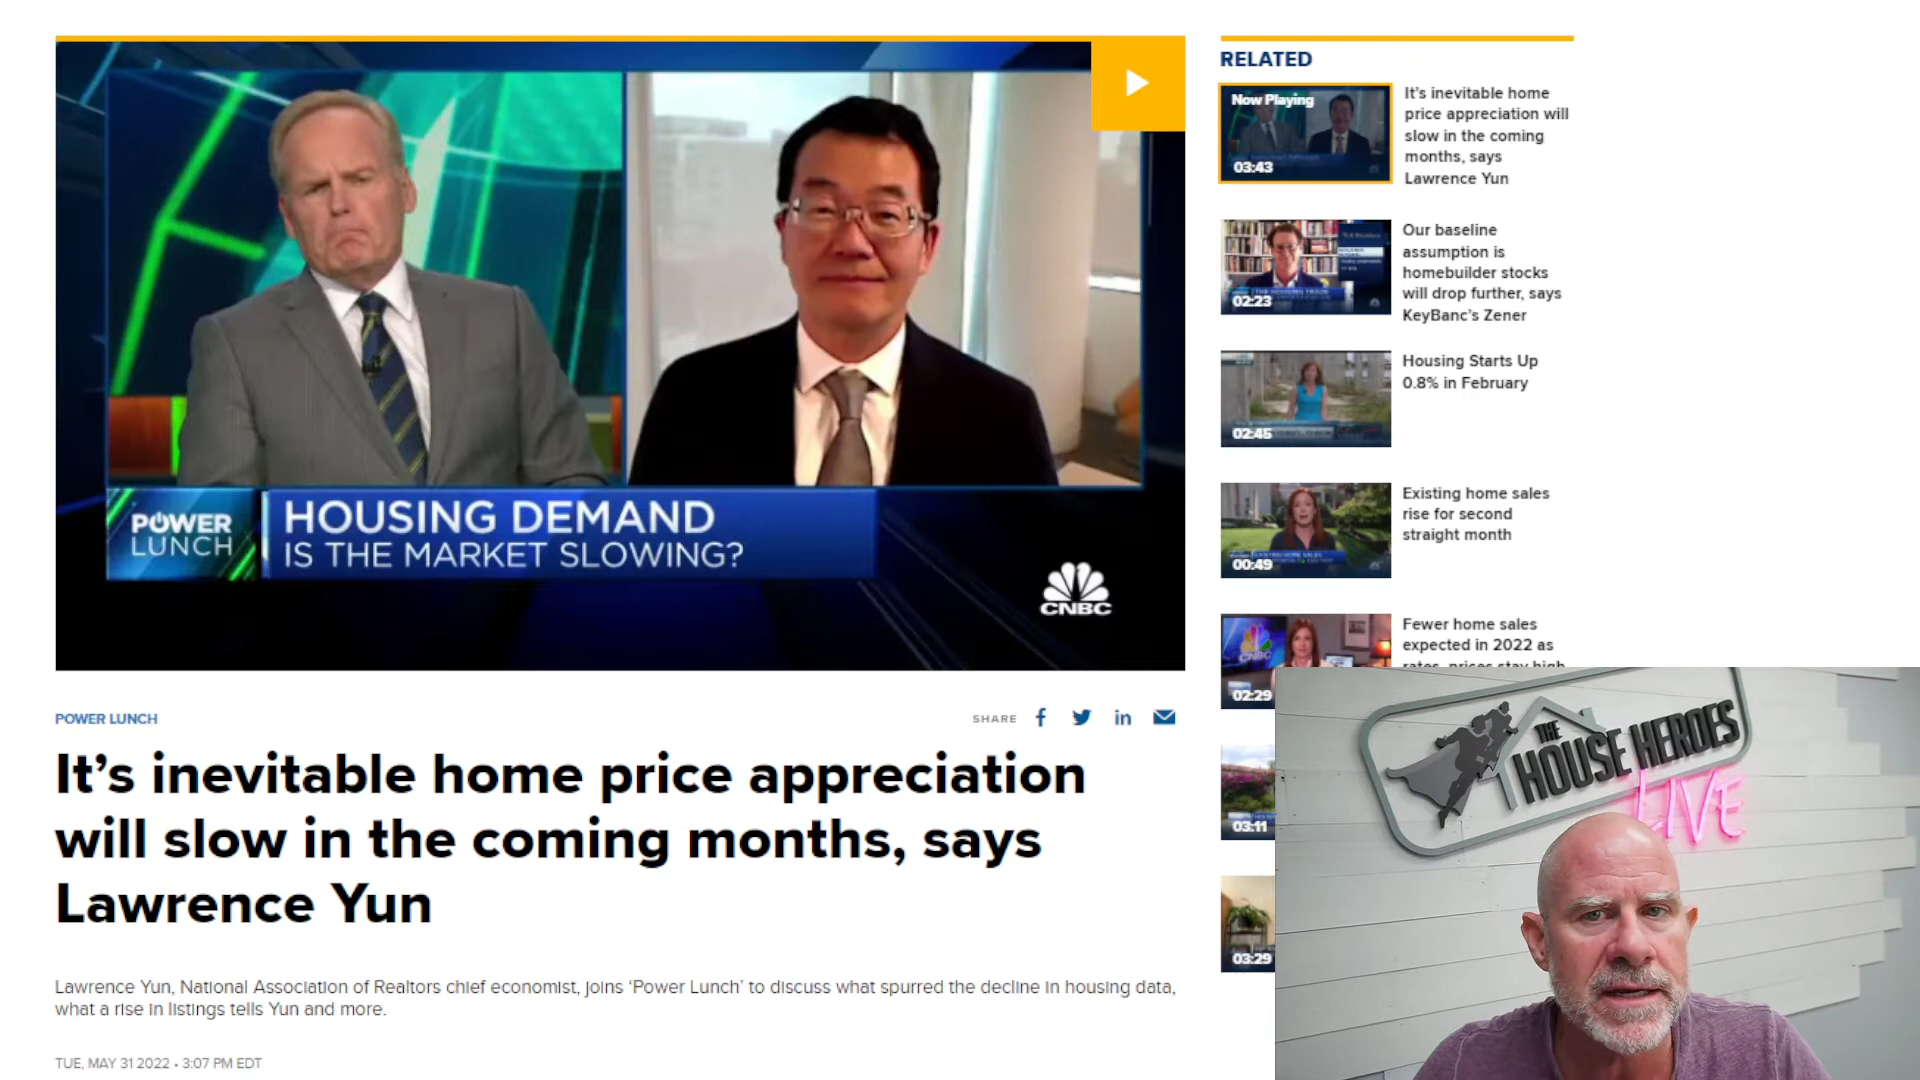 POWER
LUNCH
HOUSING DEMAND
IS THE MARKET SLOWING?
CNBC
POWER LUNCH
SHARE
It’s inevitable home price appreciation
will slow in the coming months, says
Lawrence Yun
Lawrence Yun, National Association of Realtors chief economist, joins ‘Power Lunch’ to discuss what spurred the decline in housing data,
what a rise in listings tells Yun and more.
TUE, MAY 31 2022 • 3:07 PM EDT
RELATED
Now Playing
03:43
It’s inevitable home
price appreciation will
slow in the coming
months, says
Lawrence Yun
02:23
Our baseline
assumption is
homebuilder stocks
will drop further, says
KeyBanc’s Zener
02:45
Housing Starts Up
0.8% in February
00:49
Existing home sales
rise for second
straight month
CNBC
02:29
Fewer home sales
expected in 2022 as
rates, prices stay high
03:11
03:29
THE
HOUSE HEROES
LIVE